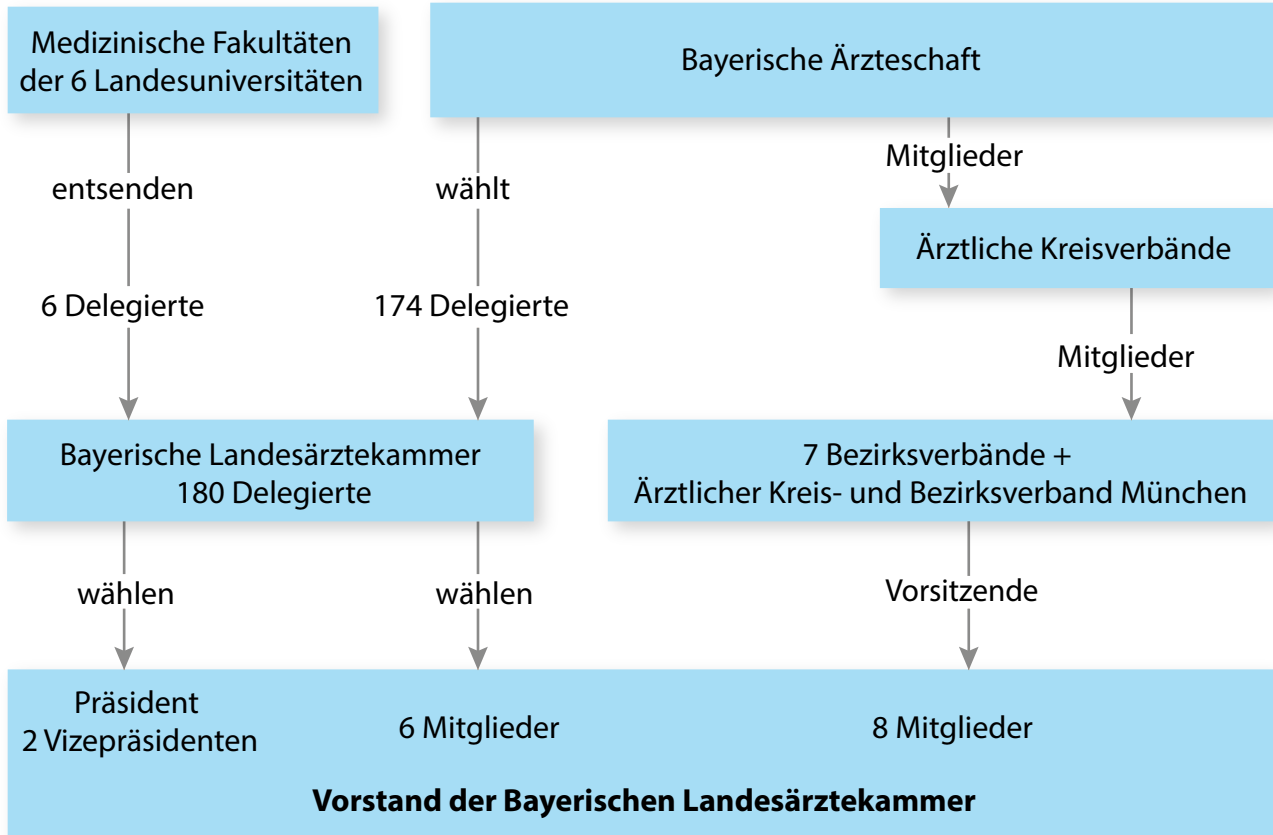 Medizinische Fakultäten
der 6 Landesuniversitäten
Bayerische Ärzteschaft
entsenden
wählt
Mitglieder
Ärztliche Kreisverbände
6 Delegierte
174 Delegierte
Mitglieder
Bayerische Landesärztekammer
180 Delegierte
7 Bezirksverbände +
Ärztlicher Kreis- und Bezirksverband München
wählen
wählen
Vorsitzende
Präsident
2 Vizepräsidenten
6 Mitglieder
8 Mitglieder
Vorstand der Bayerischen Landesärztekammer